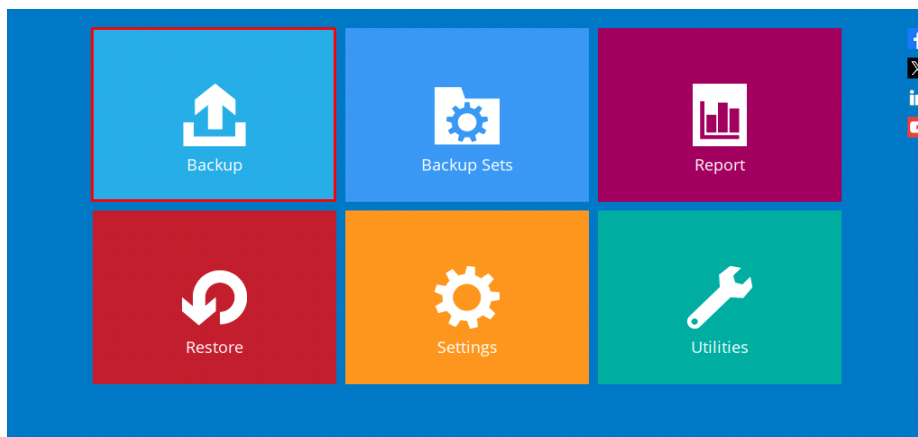 Backup
Backup Sets
Report
Restore
Settings
Utilities